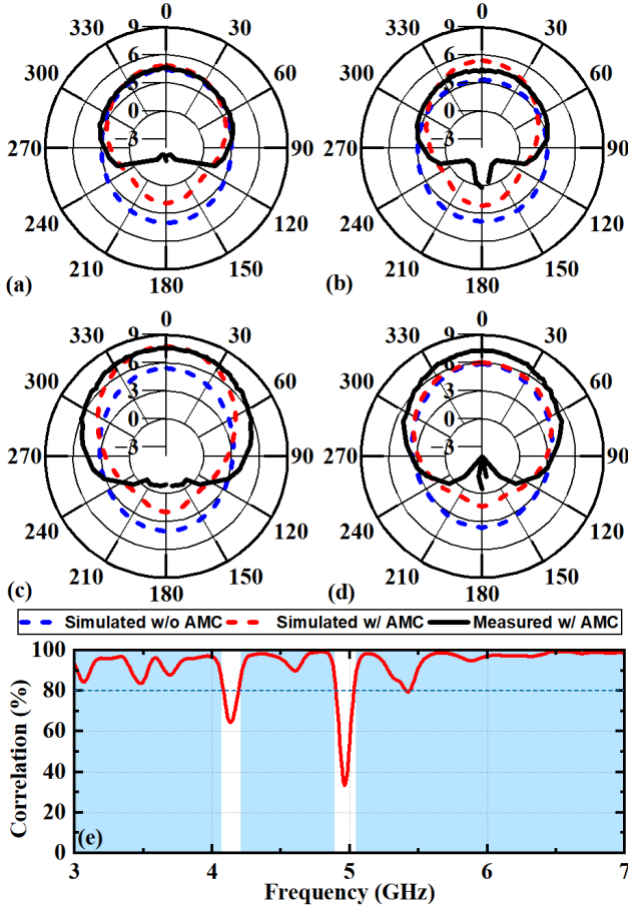 0
330 9 30
6
300 3 60
0
−3
270 90
240 120
210 150
(a) 180
0
330 9 30
6
300 3 60
0
−3
270 90
240 120
210 150
(b) 180
0
330 9 30
6
300 3 60
0
−3
270 90
240 120
210 150
(c) 180
0
330 9 30
6
300 3 60
0
−3
270 90
240 120
210 150
(d) 180
Simulated w/o AMC Simulated w/ AMC Measured w/ AMC
100
80
60
40
20
0
Correlation (%)
(e)
3 4 5 6 7
Frequency (GHz)